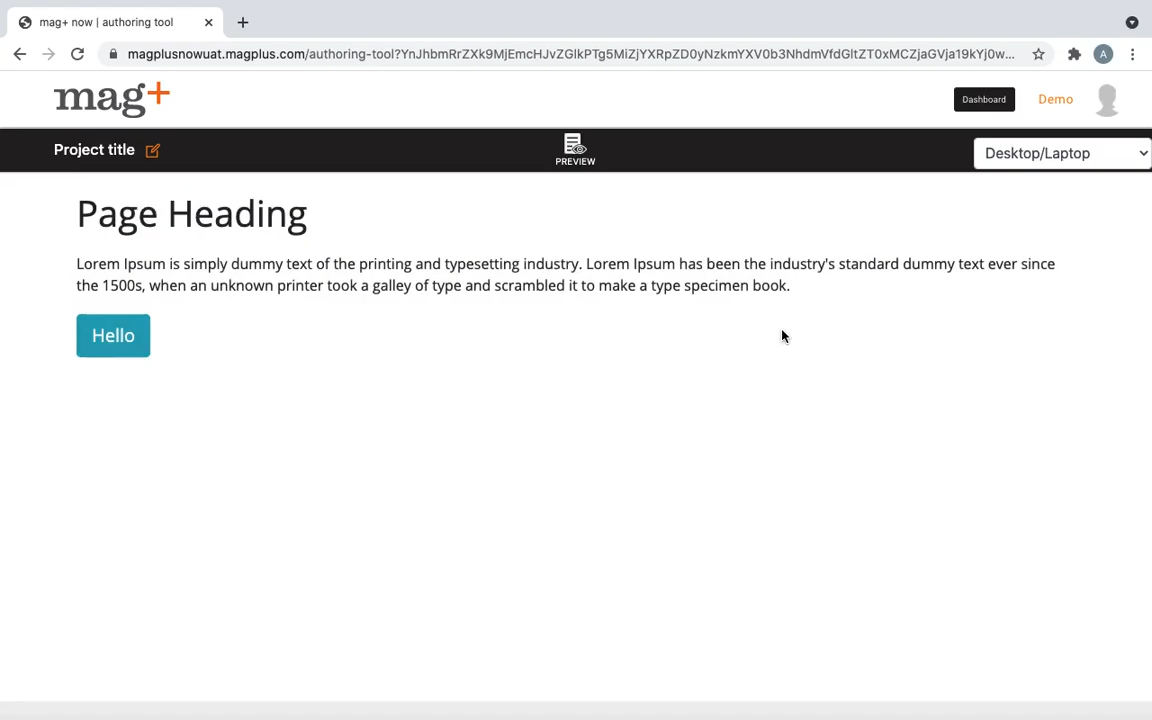 mag+ now | authoring tool
magplusnowuat.magplus.com/authoring-tool?YnJhbmRrZXk9MjEmcHJvZGlkPTg5MiZjYXRpZD0yNzkmYXV0b3NhdmVfdGltZT0xMCZjaGVja19kYj0w...
A
mag+
Dashboard
Demo
Project title
PREVIEW
Desktop/Laptop
Page Heading
Lorem Ipsum is simply dummy text of the printing and typesetting industry. Lorem Ipsum has been the industry's standard dummy text ever since
the 1500s, when an unknown printer took a galley of type and scrambled it to make a type specimen book.
Hello